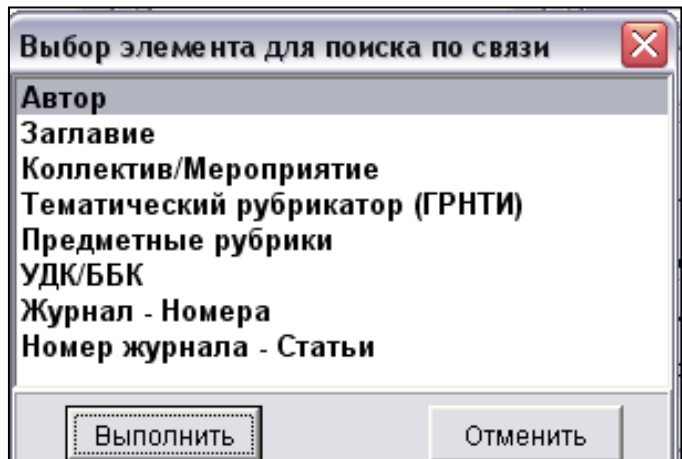 Выбор элемента для поиска по связи
Автор
Заглавие
Коллектив/Мероприятие
Тематический рубрикатор (ГРНТИ)
Предметные рубрики
УДК/ББК
Журнал - Номера
Номер журнала - Статьи
Выполнить Отменить